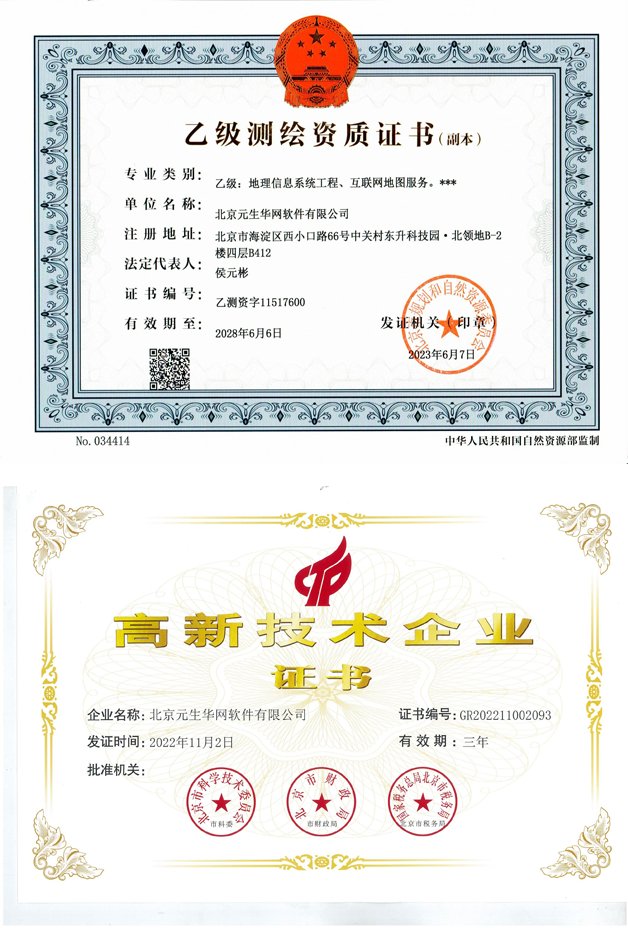 乙级测绘资质证书(副本)
专业类别：乙级：地理信息系统工程、互联网地图服务。***
单位名称：北京元生华网软件有限公司
注册地址：北京市海淀区西小口路66号中关村东升科技园·北领地B-2
楼四层B412
法定代表人：侯元彬
证书编号：乙测资字11517600
有效期至：2028年6月6日
发证机关（印章）
北京市规划和自然资源委员会
2023年6月7日
No. 034414
中华人民共和国自然资源部监制
CTP
高新技术企业
证书
企业名称：北京元生华网软件有限公司
证书编号：GR202211002093
发证时间：2022年11月2日
有效期：三年
批准机关：
北京市科学技术委员会
市科委
北京市财政局
市财政局
国家税务总局北京市税务局
北京市税务局